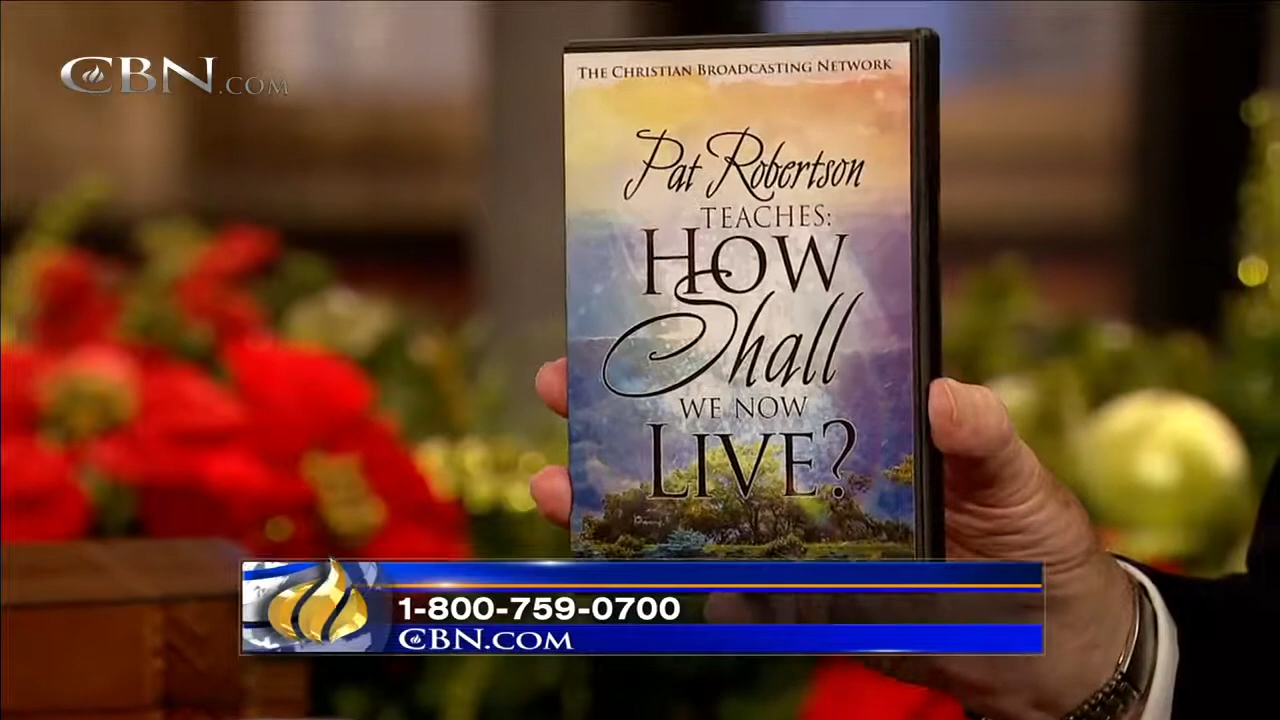 CBN.COM
THE CHRISTIAN BROADCASTING NETWORK
Pat Robertson
TEACHES:
HOW
Shall
WE NOW
LIVE?
1-800-759-0700
CBN.COM